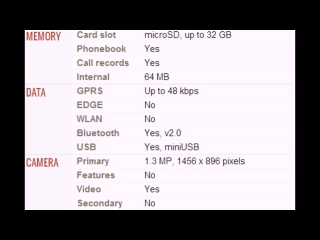 MEMORY Card slot microSD, up to 32 GB
Phonebook Yes
Call records Yes
Internal 64 MB
DATA GPRS Up to 48 kbps
EDGE No
WLAN No
Bluetooth Yes, v2.0
USB Yes, miniUSB
CAMERA Primary 1.3 MP, 1456 x 896 pixels
Features No
Video Yes
Secondary No